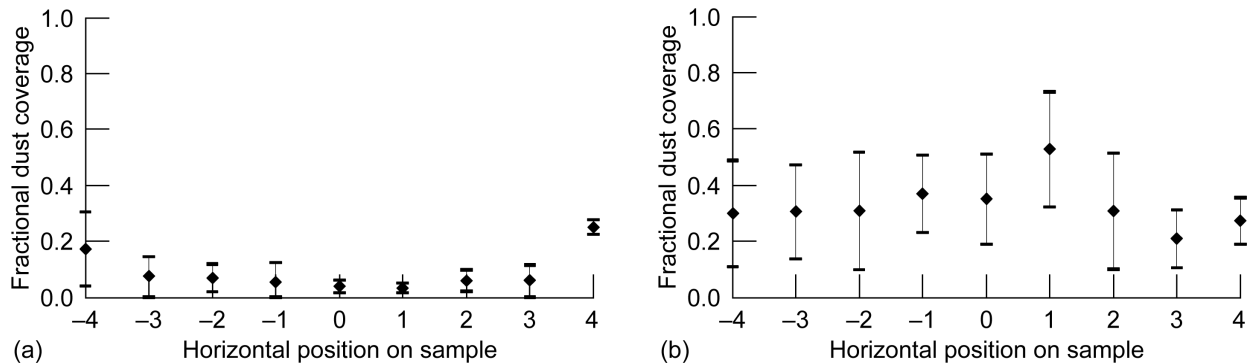 Fractional dust coverage
1.0
0.8
0.6
0.4
0.2
0.0
–4 –3 –2 –1 0 1 2 3 4
(a) Horizontal position on sample
Fractional dust coverage
1.0
0.8
0.6
0.4
0.2
0.0
–4 –3 –2 –1 0 1 2 3 4
(b) Horizontal position on sample